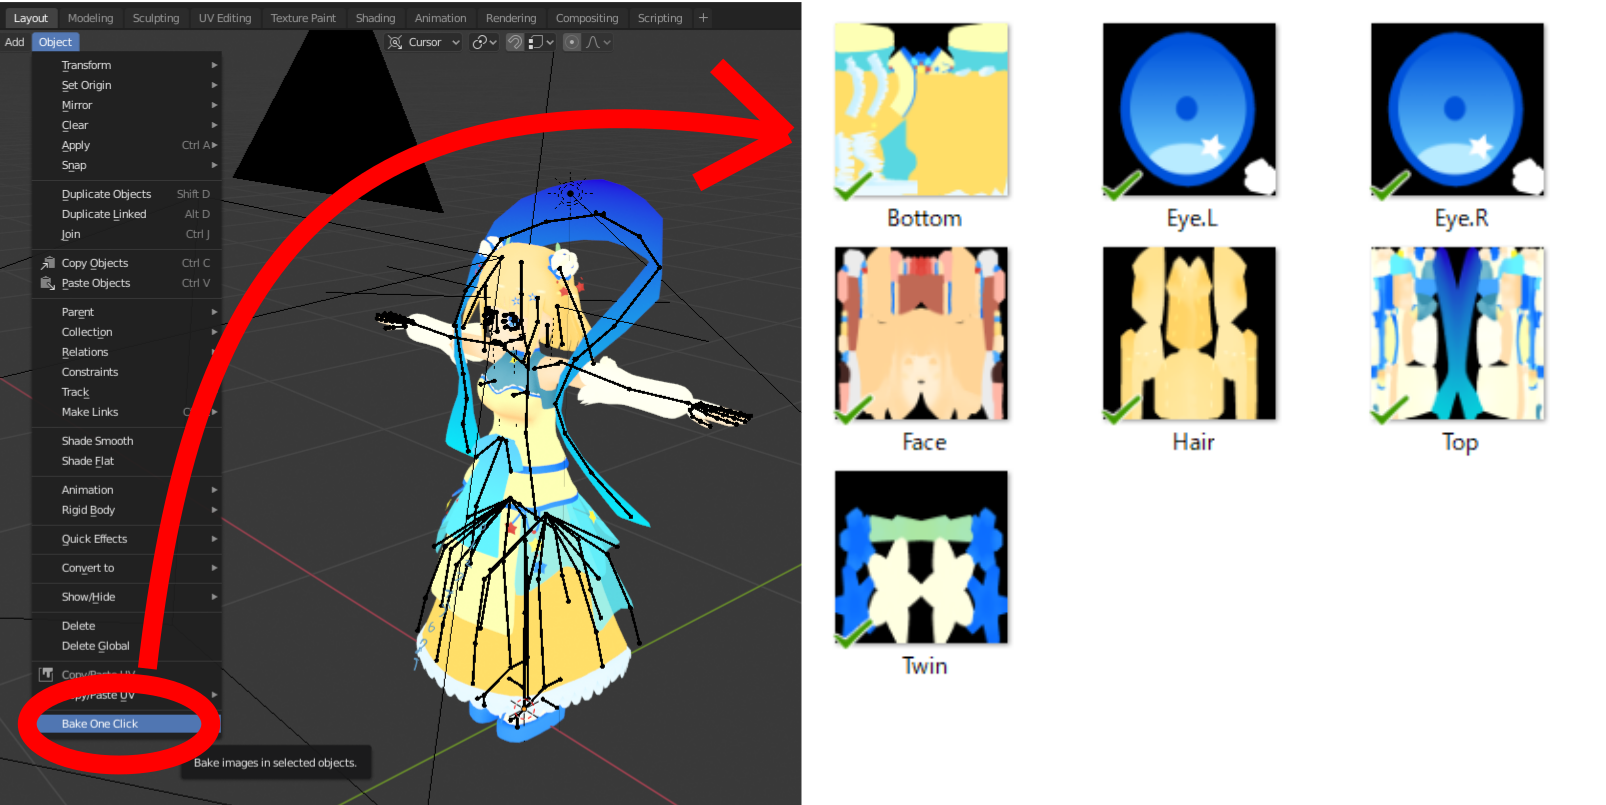 Layout Modeling Sculpting UV Editing Texture Paint Shading Animation Rendering Compositing Scripting +
Add Object Cursor
Transform
Set Origin
Mirror
Clear
Apply Ctrl A
Snap
Duplicate Objects Shift D
Duplicate Linked Alt D
Join Ctrl J
Copy Objects Ctrl C
Paste Objects Ctrl V
Parent
Collection
Relations
Constraints
Track
Make Links
Shade Smooth
Shade Flat
Animation
Rigid Body
Quick Effects
Convert to
Show/Hide
Delete
Delete Global
Copy/Paste UV
Copy/Paste UV
Bake One Click
Bake images in selected objects.
Bottom Eye.L Eye.R
Face Hair Top
Twin